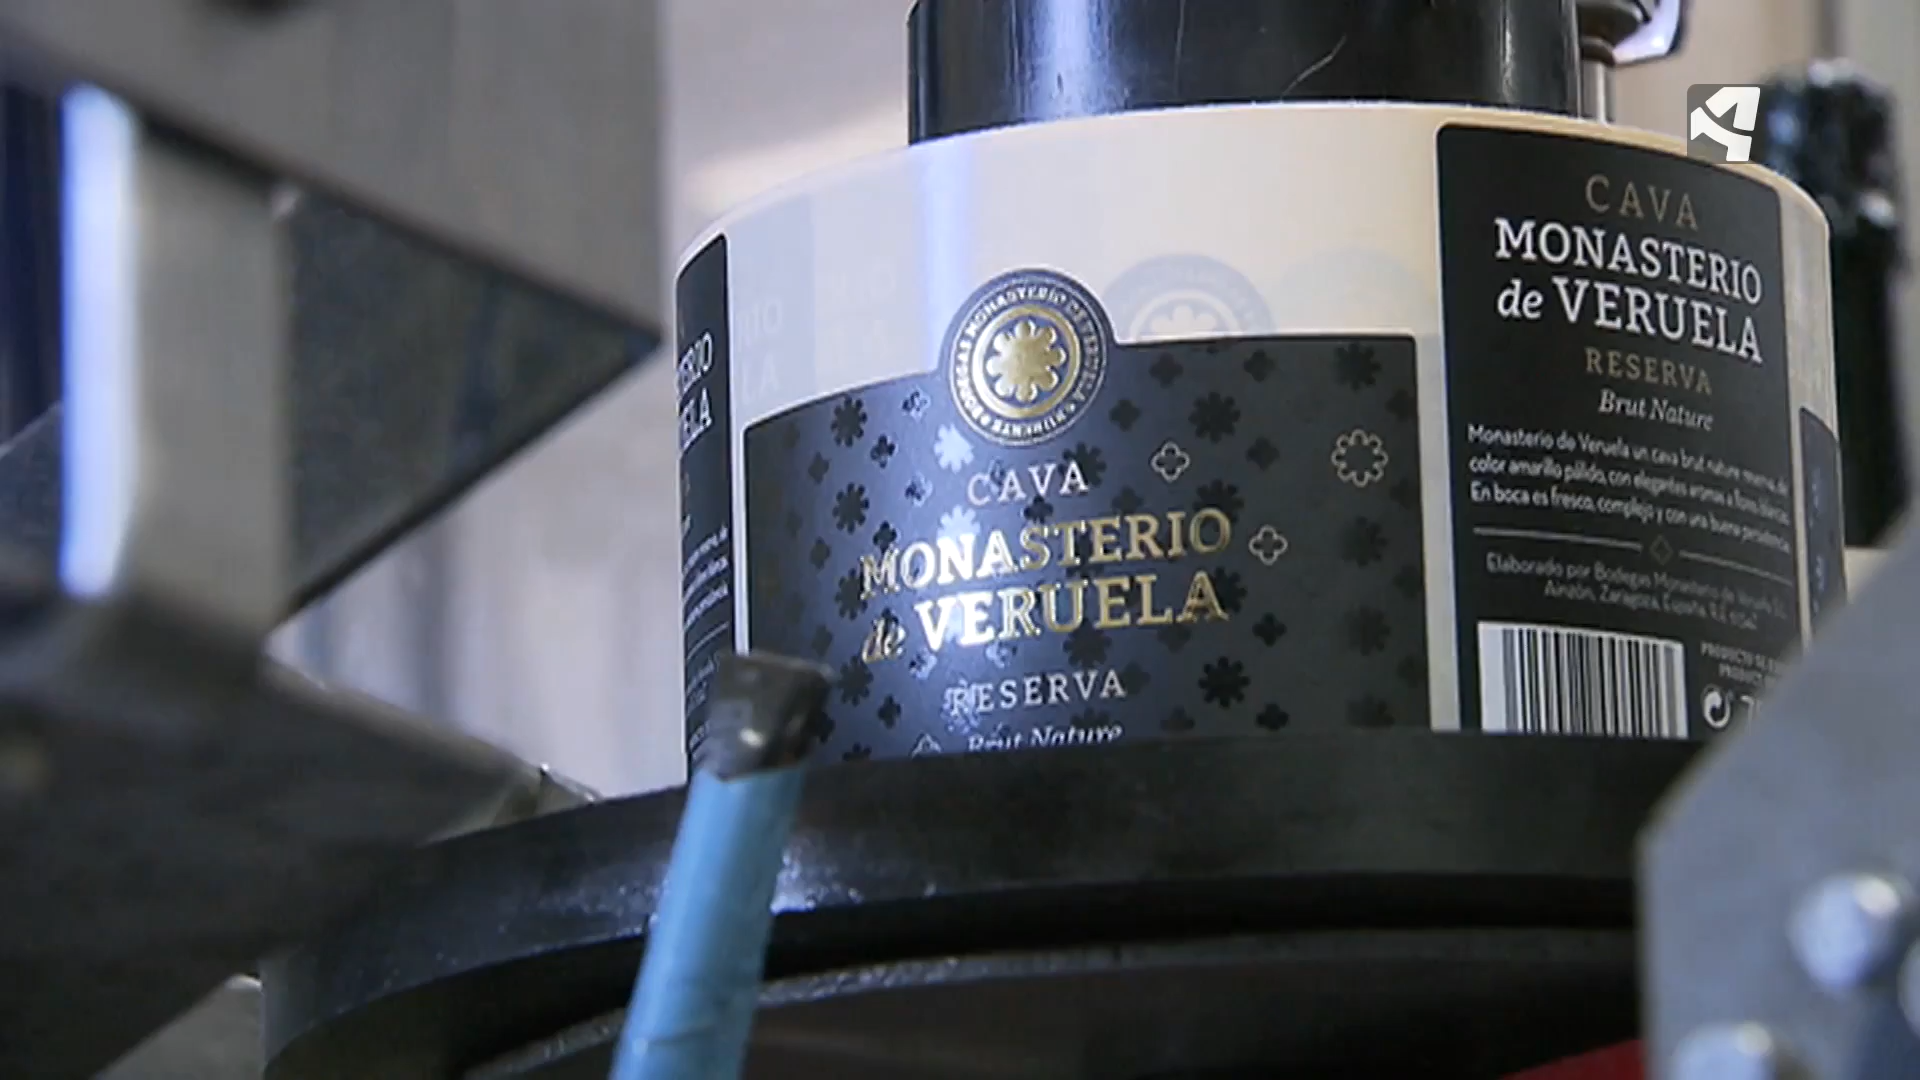 BODEGAS MONASTERIO DE VERUELA
CAVA
MONASTERIO
de VERUELA
RESERVA
Brut Nature
CAVA
MONASTERIO
de VERUELA
RESERVA
Brut Nature
Monasterio de Veruela un cava brut nature reserva, de
color amarillo pálido, con elegantes aromas a flores blancas.
En boca es fresco, complejo y con una buena persistencia.
Elaborado por Bodegas Monasterio de Veruela
Ainzón, Zaragoza, España.
PRODUCTO DE